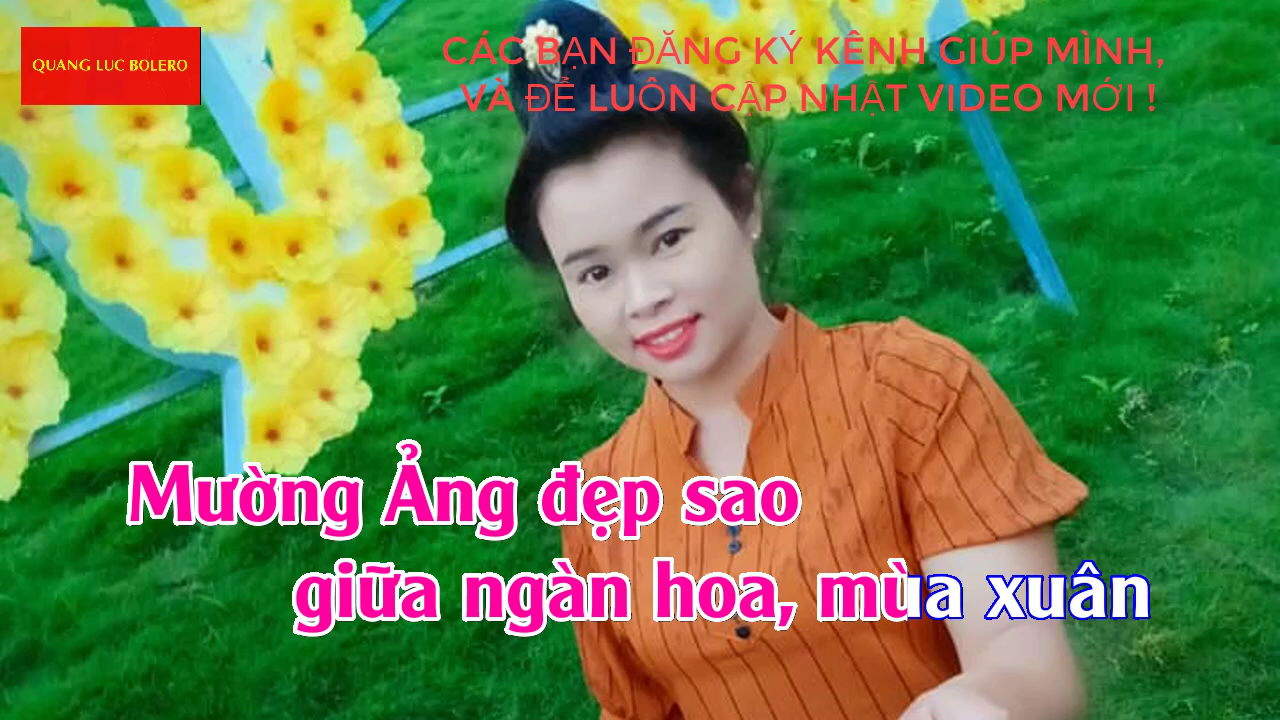 QUANG LUC BOLERO
CÁC BẠN ĐĂNG KÝ KÊNH GIÚP MÌNH,
VÀ ĐỂ LUÔN CẬP NHẬT VIDEO MỚI !
Mường Ảng đẹp sao
giữa ngàn hoa, mùa xuân